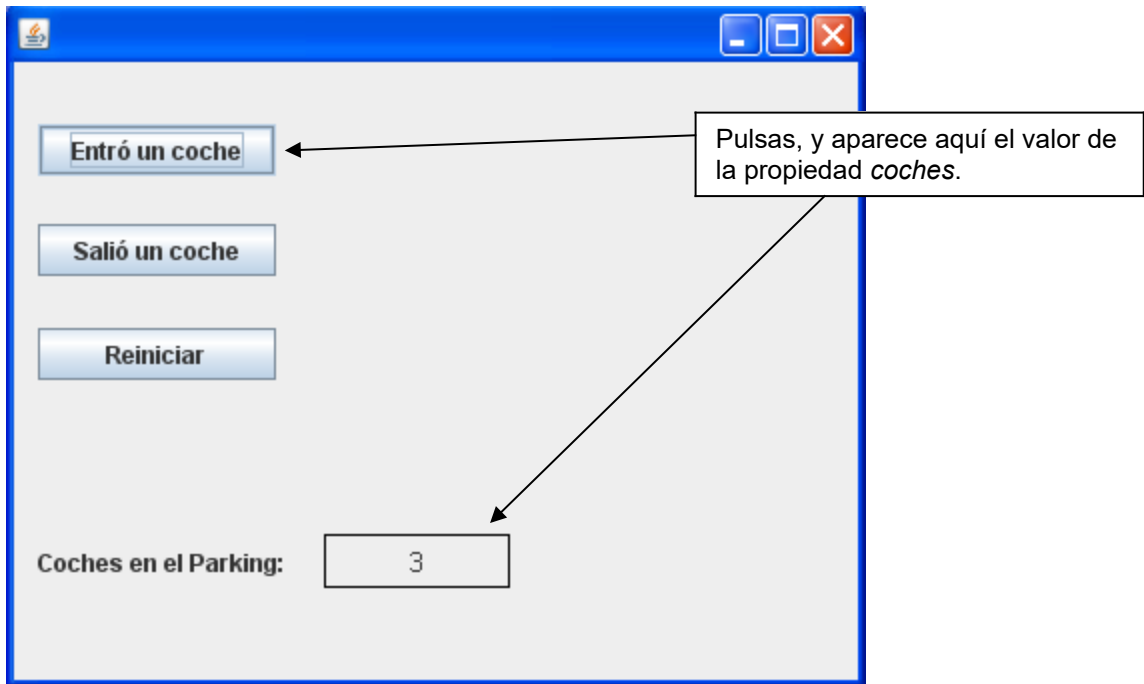 Entró un coche
Pulsas, y aparece aquí el valor de
la propiedad coches.
Salió un coche
Reiniciar
Coches en el Parking:
3